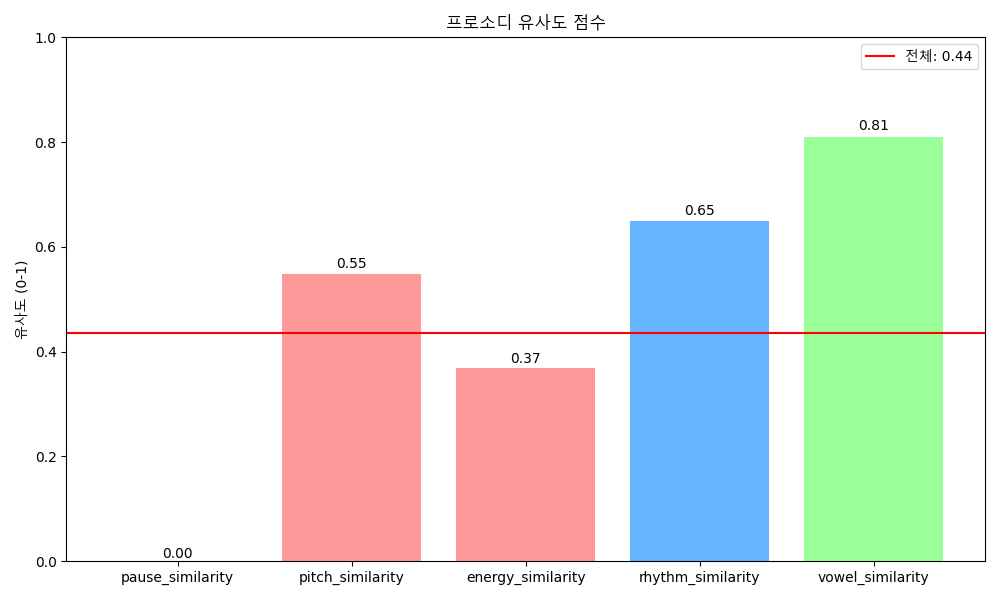 프로소디 유사도 점수
전체: 0.44
유사도 (0-1)
1.0
0.8
0.6
0.4
0.2
0.0
0.00
0.55
0.37
0.65
0.81
pause_similarity
pitch_similarity
energy_similarity
rhythm_similarity
vowel_similarity